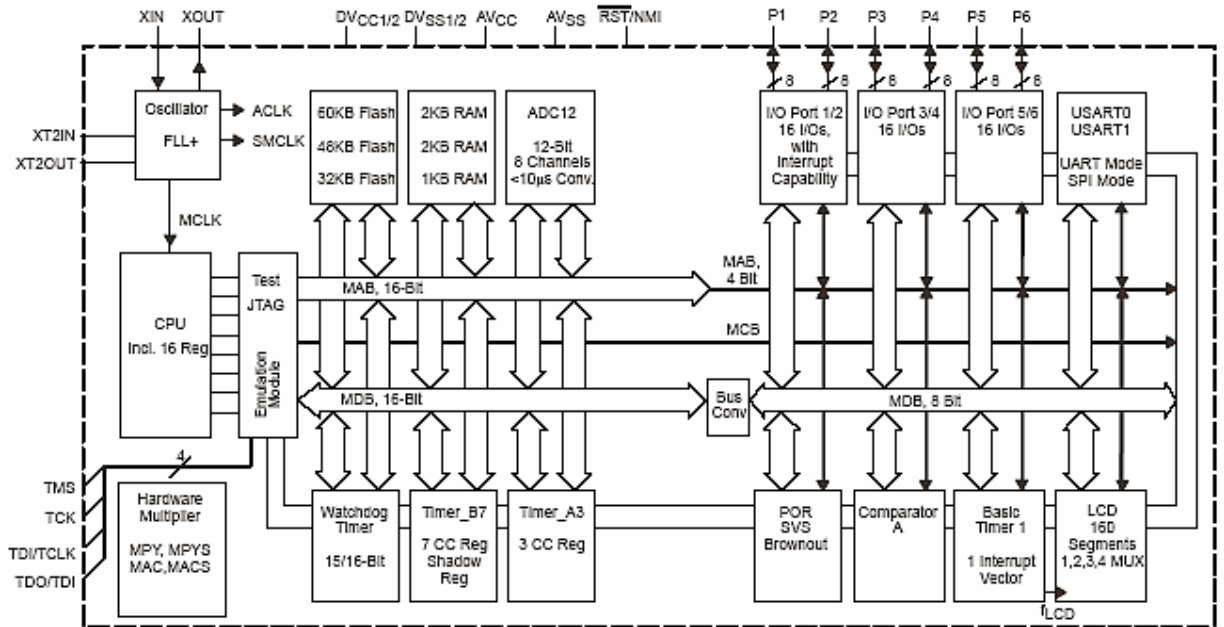 XIN XOUT DVCC1/2 DVSS1/2 AVCC AVSS RST/NMI P1 P2 P3 P4 P5 P6
8 8 8 8 8 8
Oscillator
FLL+
ACLK
SMCLK
XT2IN
XT2OUT
MCLK
60KB Flash
48KB Flash
32KB Flash
2KB RAM
2KB RAM
1KB RAM
ADC12
12-Bit
8 Channels
<10µs Conv.
I/O Port 1/2
16 I/Os,
with
Interrupt
Capability
I/O Port 3/4
16 I/Os
I/O Port 5/6
16 I/Os
USART0
USART1
UART Mode
SPI Mode
CPU
Incl. 16 Reg
Test
JTAG
Emulation
Module
MAB, 16-Bit
MAB,
4 Bit
MCB
MDB, 16-Bit
Bus
Conv
MDB, 8 Bit
4
TMS
TCK
TDI/TCLK
TDO/TDI
Hardware
Multiplier
MPY, MPYS
MAC,MACS
Watchdog
Timer
15/16-Bit
Timer_B7
7 CC Reg
Shadow
Reg
Timer_A3
3 CC Reg
POR
SVS
Brownout
Comparator
A
Basic
Timer 1
1 Interrupt
Vector
LCD
160
Segments
1,2,3,4 MUX
fLCD